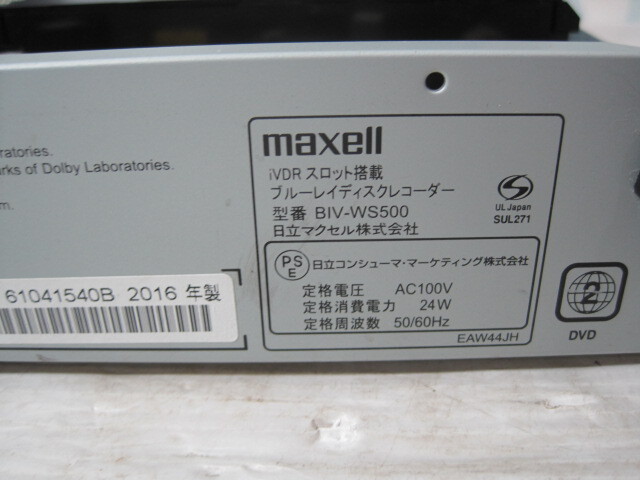 ratories.
rks of Dolby Laboratories.
m.
61041540B 2016 年製
maxell
iVDR スロット搭載
ブルーレイディスクレコーダー
型番 BIV-WS500
日立マクセル株式会社
UL Japan
SUL271
PS
E
日立コンシューマ・マーケティング株式会社
定格電圧 AC100V
定格消費電力 24W
定格周波数 50/60Hz
EAW44JH
2
DVD